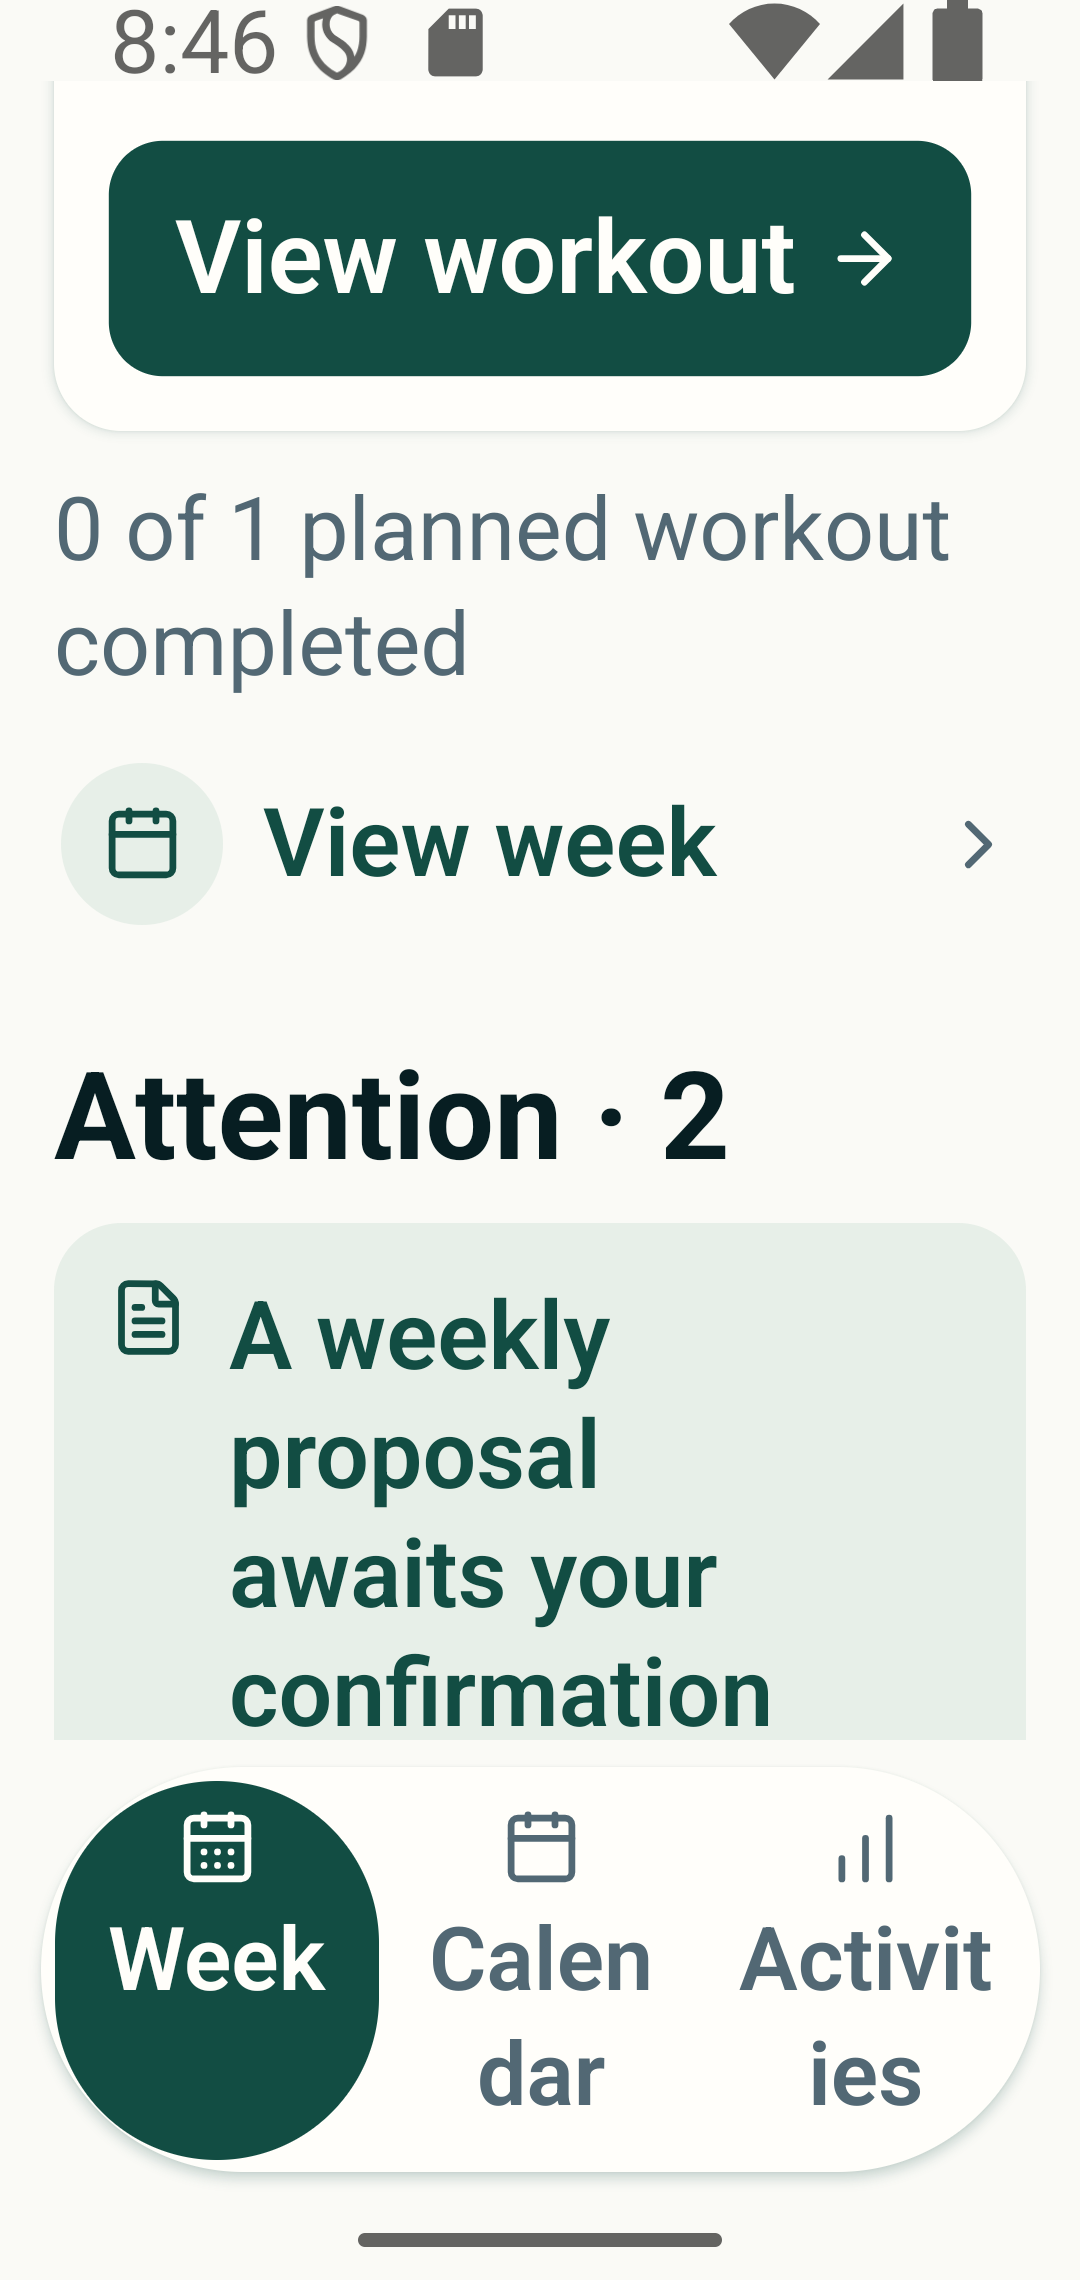 8:46
View workout
0 of 1 planned workout
completed
View week
Attention · 2
A weekly
proposal
awaits your
confirmation
Week
Calen
dar
Activit
ies